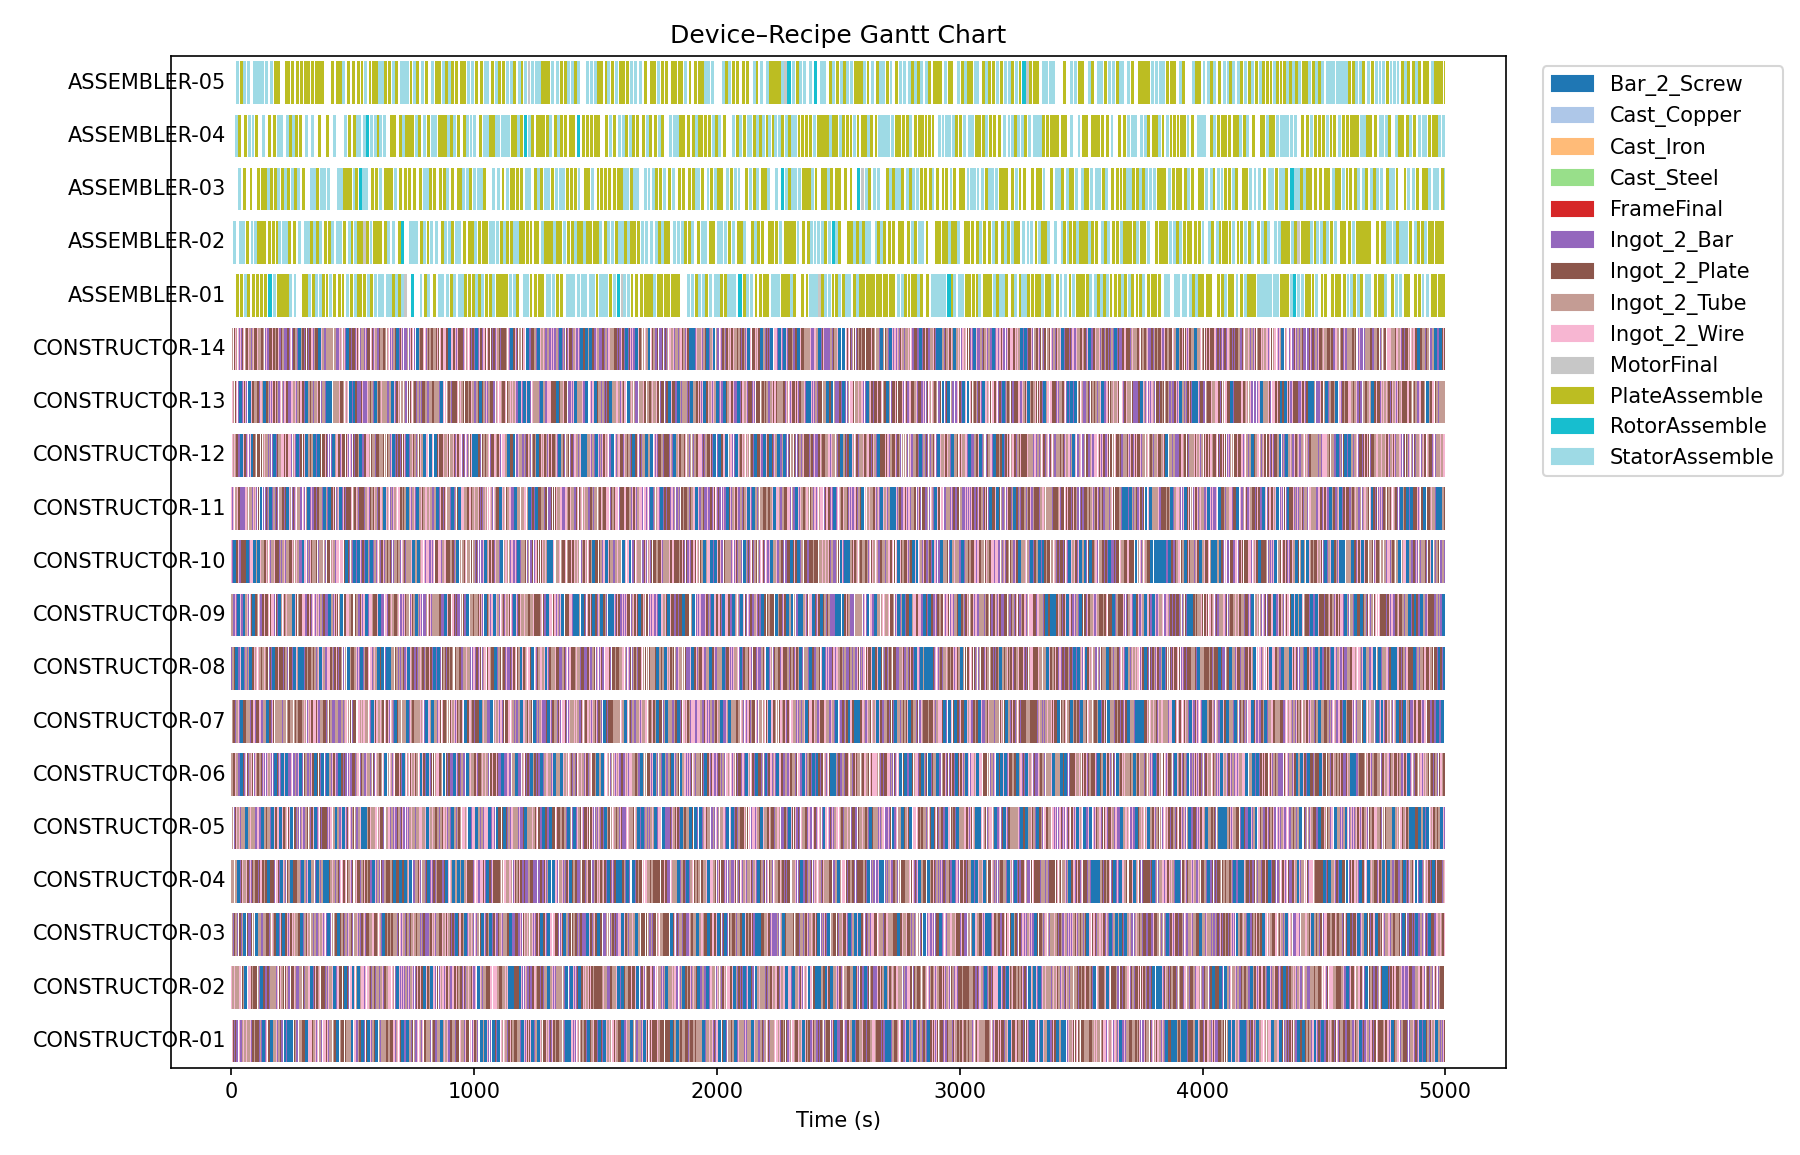 Device–Recipe Gantt Chart
ASSEMBLER-05
ASSEMBLER-04
ASSEMBLER-03
ASSEMBLER-02
ASSEMBLER-01
CONSTRUCTOR-14
CONSTRUCTOR-13
CONSTRUCTOR-12
CONSTRUCTOR-11
CONSTRUCTOR-10
CONSTRUCTOR-09
CONSTRUCTOR-08
CONSTRUCTOR-07
CONSTRUCTOR-06
CONSTRUCTOR-05
CONSTRUCTOR-04
CONSTRUCTOR-03
CONSTRUCTOR-02
CONSTRUCTOR-01
0 1000 2000 3000 4000 5000
Time (s)
Bar_2_Screw
Cast_Copper
Cast_Iron
Cast_Steel
FrameFinal
Ingot_2_Bar
Ingot_2_Plate
Ingot_2_Tube
Ingot_2_Wire
MotorFinal
PlateAssemble
RotorAssemble
StatorAssemble